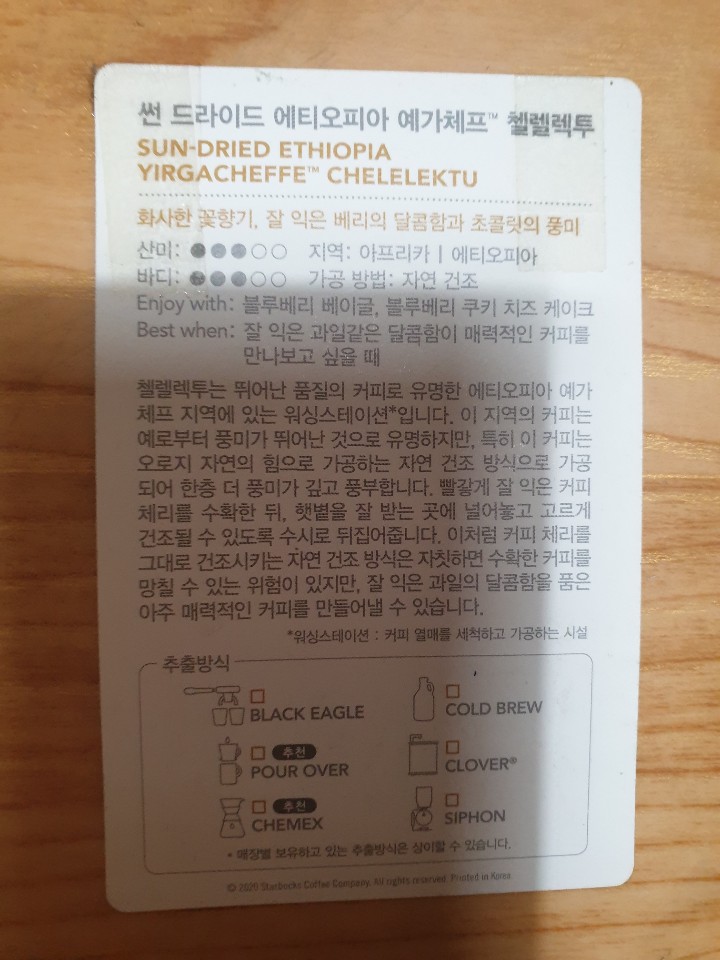 썬 드라이드 에티오피아 예가체프™ 첼렐렉투
SUN-DRIED ETHIOPIA
YIRGACHEFFE™ CHELELEKTU
화사한 꽃향기, 잘 익은 베리의 달콤함과 초콜릿의 풍미
산미: ●●●○○ 지역: 아프리카 | 에티오피아
바디: ●●●○○ 가공 방법: 자연 건조
Enjoy with: 블루베리 베이글, 블루베리 쿠키 치즈 케이크
Best when: 잘 익은 과일같은 달콤함이 매력적인 커피를
만나보고 싶을 때
첼렐렉투는 뛰어난 품질의 커피로 유명한 에티오피아 예가
체프 지역에 있는 워싱스테이션*입니다. 이 지역의 커피는
예로부터 풍미가 뛰어난 것으로 유명하지만, 특히 이 커피는
오로지 자연의 힘으로 가공하는 자연 건조 방식으로 가공
되어 한층 더 풍미가 깊고 풍부합니다. 빨갛게 잘 익은 커피
체리를 수확한 뒤, 햇볕을 잘 받는 곳에 널어놓고 고르게
건조될 수 있도록 수시로 뒤집어줍니다. 이처럼 커피 체리를
그대로 건조시키는 자연 건조 방식은 자칫하면 수확한 커피를
망칠 수 있는 위험이 있지만, 잘 익은 과일의 달콤함을 품은
아주 매력적인 커피를 만들어낼 수 있습니다.
*워싱스테이션 : 커피 열매를 세척하고 가공하는 시설
추출방식
BLACK EAGLE
COLD BREW
추천
POUR OVER
CLOVER®
추천
CHEMEX
SIPHON
* 매장별 보유하고 있는 추출방식은 상이할 수 있습니다.
© 2020 Starbucks Coffee Company. All rights reserved. Printed in Korea.